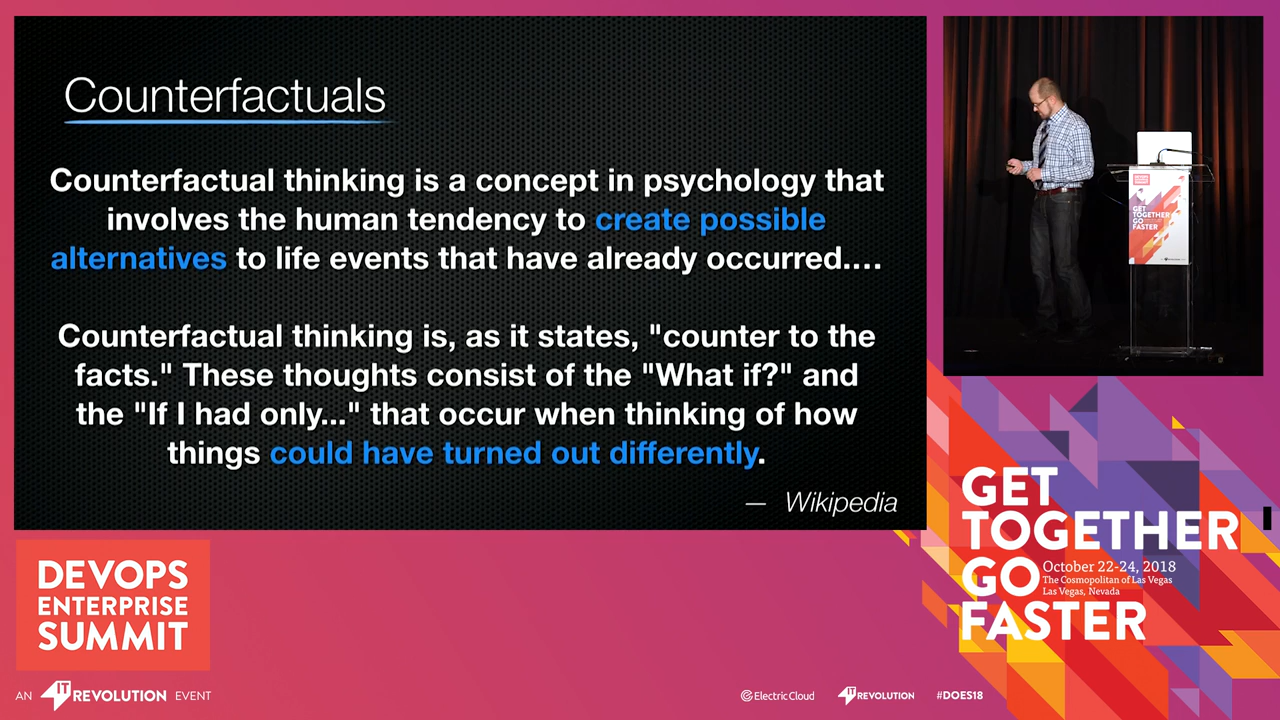 Counterfactuals
Counterfactual thinking is a concept in psychology that
involves the human tendency to create possible
alternatives to life events that have already occurred....
Counterfactual thinking is, as it states, "counter to the
facts." These thoughts consist of the "What if?" and
the "If I had only..." that occur when thinking of how
things could have turned out differently.
— Wikipedia
GET
TOGETHER
GO
FASTER
GET
TOGETHER
GO
FASTER
October 22-24, 2018
The Cosmopolitan of Las Vegas
Las Vegas, Nevada
DEVOPS
ENTERPRISE
SUMMIT
AN IT REVOLUTION EVENT
Electric Cloud
IT REVOLUTION
#DOES18